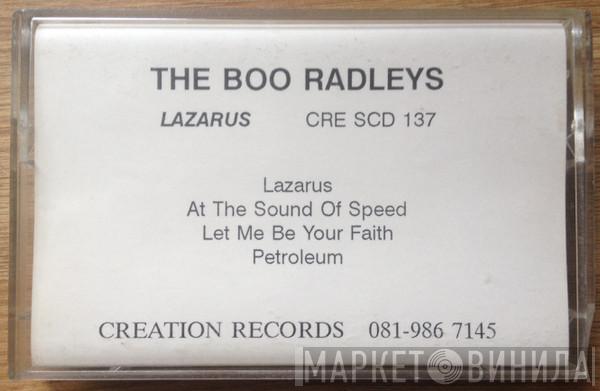 THE BOO RADLEYS
LAZARUS CRE SCD 137
Lazarus
At The Sound Of Speed
Let Me Be Your Faith
Petroleum
CREATION RECORDS 081-986 7145
МАРКЕТ ВИНИЛА